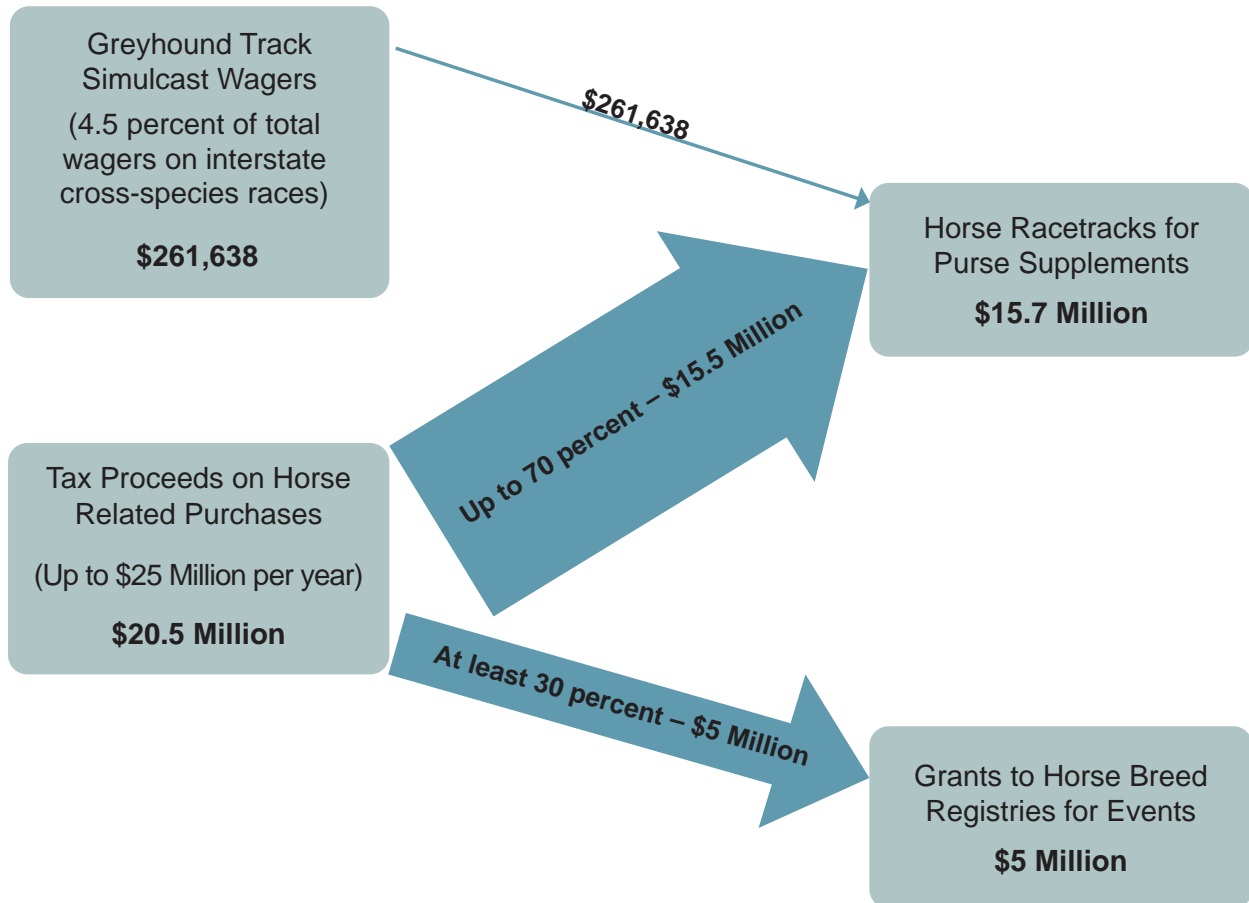 Greyhound Track
Simulcast Wagers
(4.5 percent of total
wagers on interstate
cross-species races)
$261,638
$261,638
Horse Racetracks for
Purse Supplements
$15.7 Million
Up to 70 percent – $15.5 Million
Tax Proceeds on Horse
Related Purchases
(Up to $25 Million per year)
$20.5 Million
At least 30 percent – $5 Million
Grants to Horse Breed
Registries for Events
$5 Million